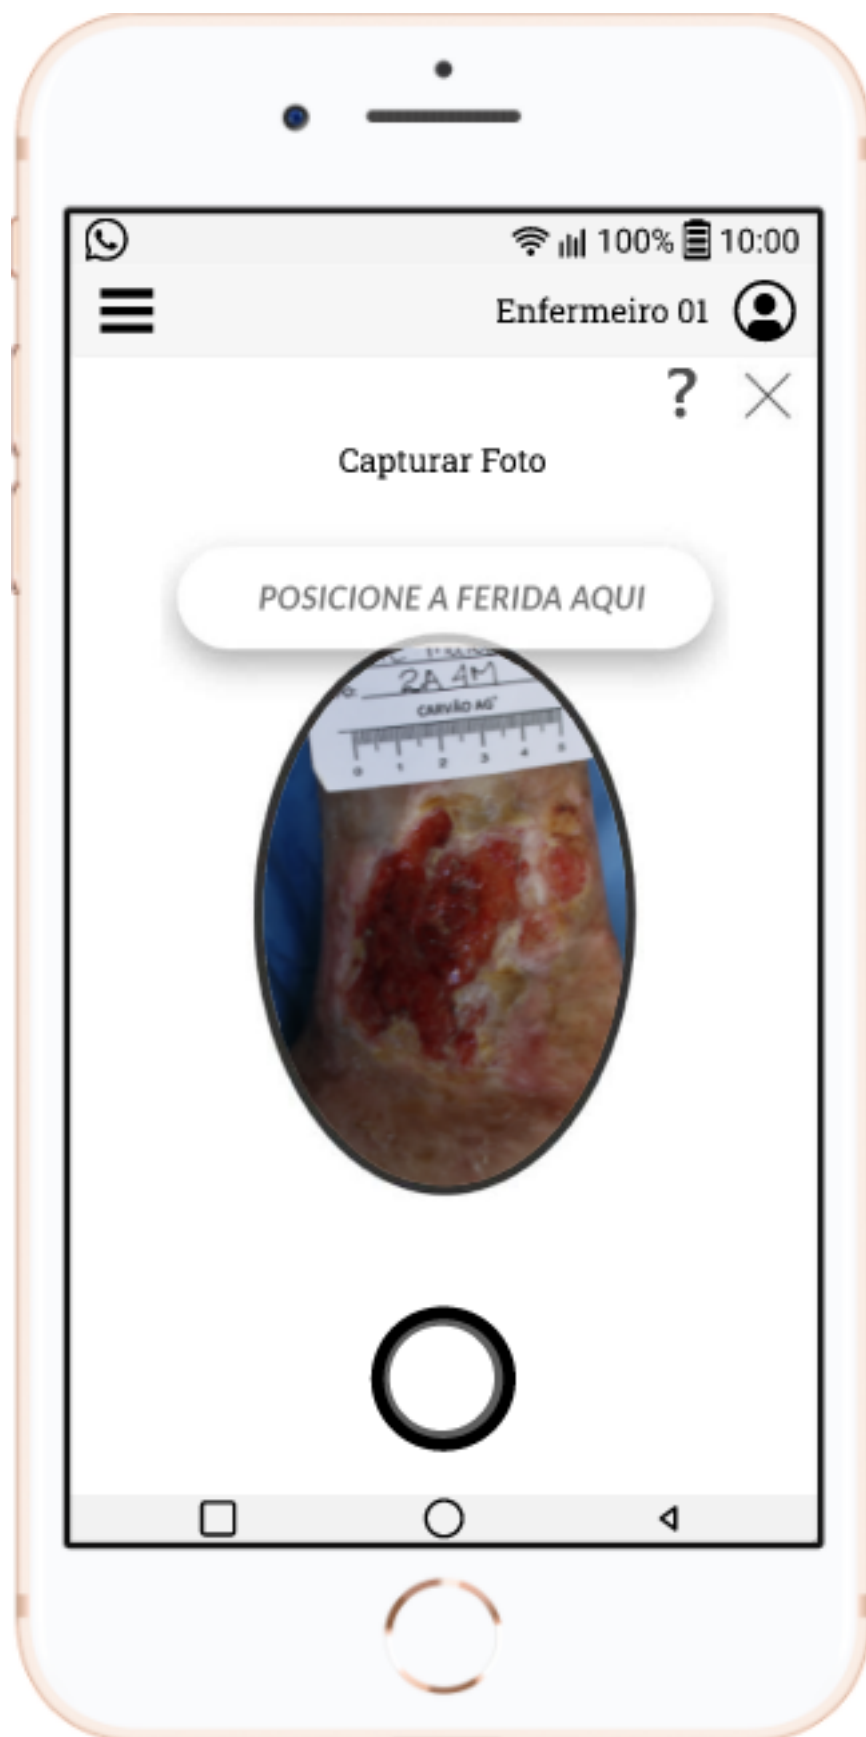 100% 10:00
Enfermeiro 01
?
Capturar Foto
POSICIONE A FERIDA AQUI
2A 4M
CARVÃO AG+
0 1 2 3 4 5